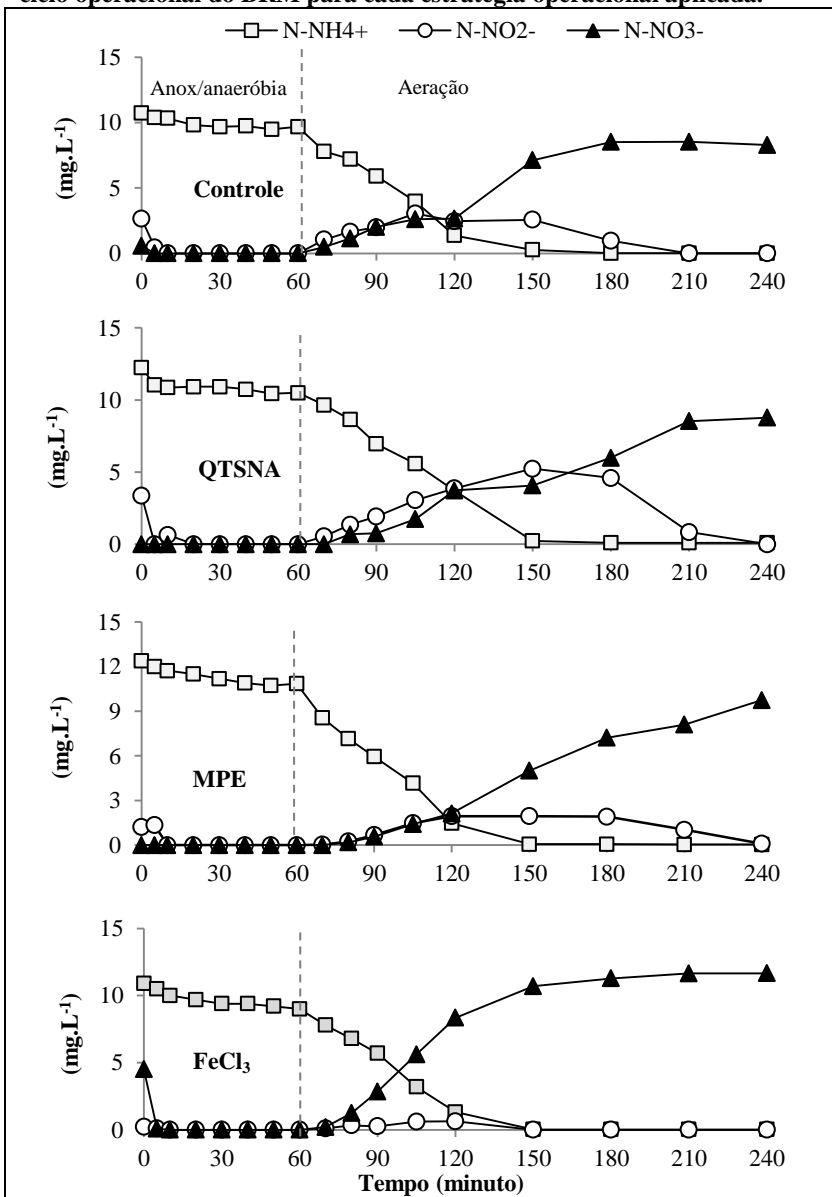 ciclo operacional do BRM para cada estratégia operacional aplicada.
N-NH4+ N-NO2- N-NO3-
Anox/anaeróbia Aeração
15
10
5
0
(mg.L-1)
Controle
0 30 60 90 120 150 180 210 240
15
10
5
0
(mg.L-1)
QTSNA
0 30 60 90 120 150 180 210 240
15
12
9
6
3
0
(mg.L-1)
MPE
0 30 60 90 120 150 180 210 240
15
10
5
0
(mg.L-1)
FeCl3
0 30 60 90 120 150 180 210 240
Tempo (minuto)